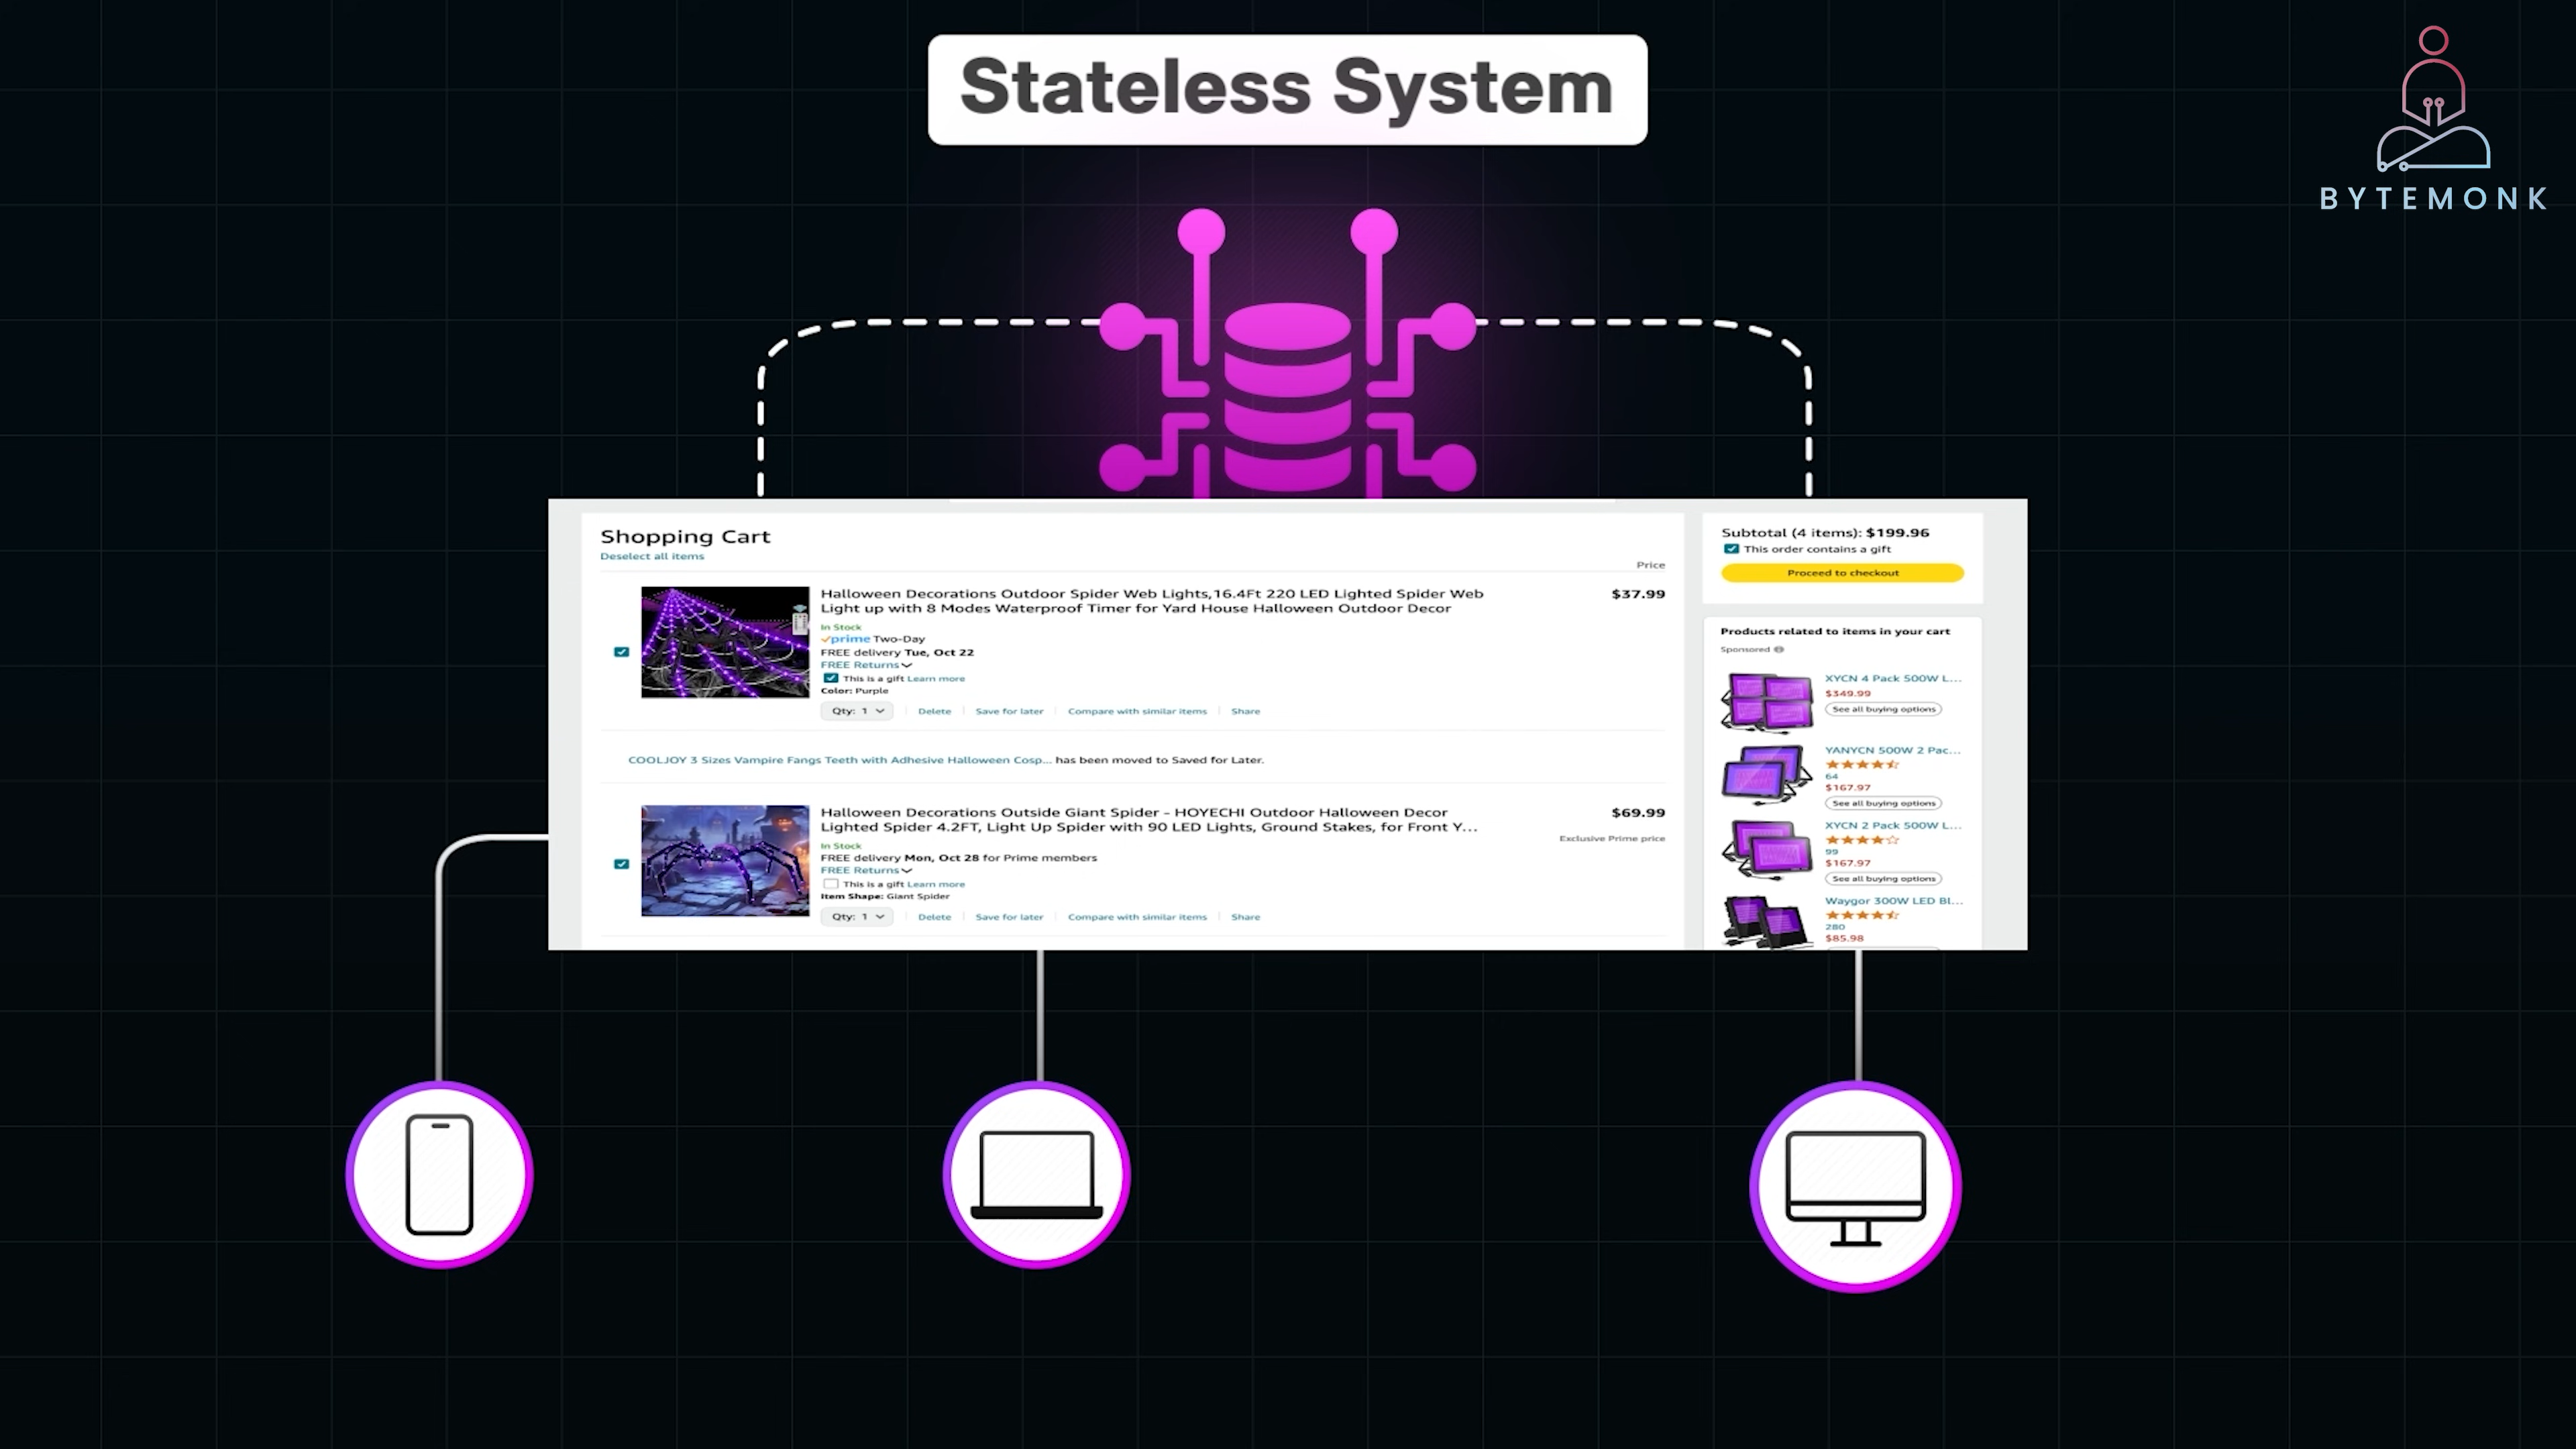 Stateless System
BYTEMONK
Shopping Cart
Deselect all items
Price
Halloween Decorations Outdoor Spider Web Lights,16.4Ft 220 LED Lighted Spider Web
Light up with 8 Modes Waterproof Timer for Yard House Halloween Outdoor Decor
$37.99
In Stock
prime Two-Day
FREE delivery Tue, Oct 22
FREE Returns
This is a gift Learn more
Color: Purple
Qty: 1
Delete
Save for later
Compare with similar items
Share
COOLJOY 3 Sizes Vampire Fangs Teeth with Adhesive Halloween Cosp... has been moved to Saved for Later.
Halloween Decorations Outside Giant Spider - HOYECHI Outdoor Halloween Decor
Lighted Spider 4.2FT, Light Up Spider with 90 LED Lights, Ground Stakes, for Front Y...
$69.99
Exclusive Prime price
In Stock
FREE delivery Mon, Oct 28 for Prime members
FREE Returns
This is a gift Learn more
Item Shape: Giant Spider
Qty: 1
Delete
Save for later
Compare with similar items
Share
Subtotal (4 items): $199.96
This order contains a gift
Proceed to checkout
Products related to items in your cart
Sponsored
XYCN 4 Pack 500W L...
$349.99
See all buying options
YANYCN 500W 2 Pac...
64
$167.97
See all buying options
XYCN 2 Pack 500W L...
99
$167.97
See all buying options
Waygor 300W LED Bl...
280
$85.98